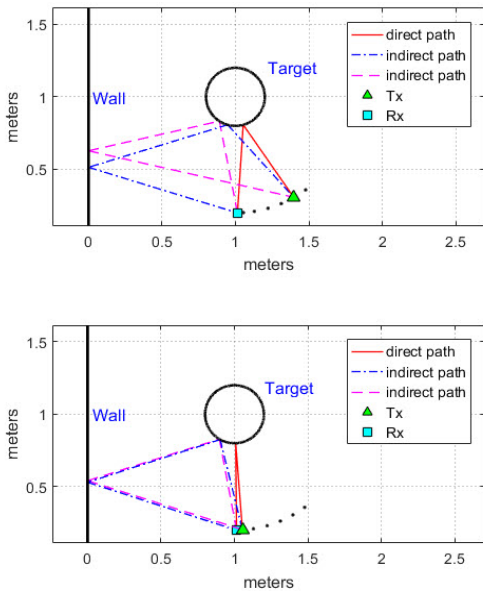 1.5
1
0.5
meters
0
0.5
1
1.5
2
2.5
meters
Wall
Target
direct path
indirect path
indirect path
Tx
Rx
1.5
1
0.5
meters
0
0.5
1
1.5
2
2.5
meters
Wall
Target
direct path
indirect path
indirect path
Tx
Rx